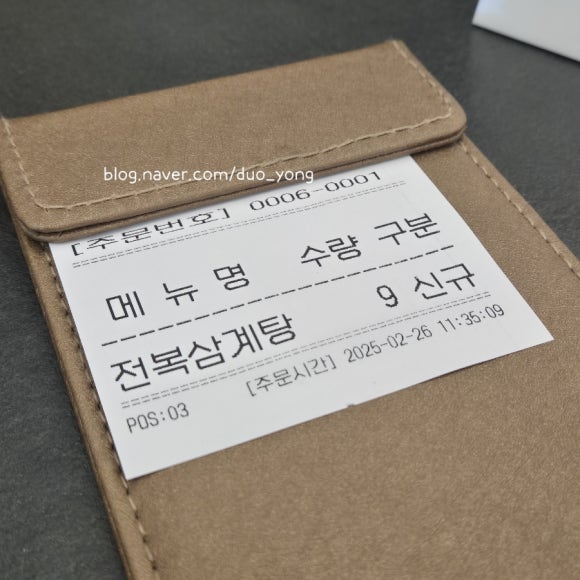 blog.naver.com/duo_yong
[주문번호] 0006-0001
메 뉴 명 수량 구분
전복삼계탕 9 신규
[주문시간] 2025-02-26 11:35:09
POS:03